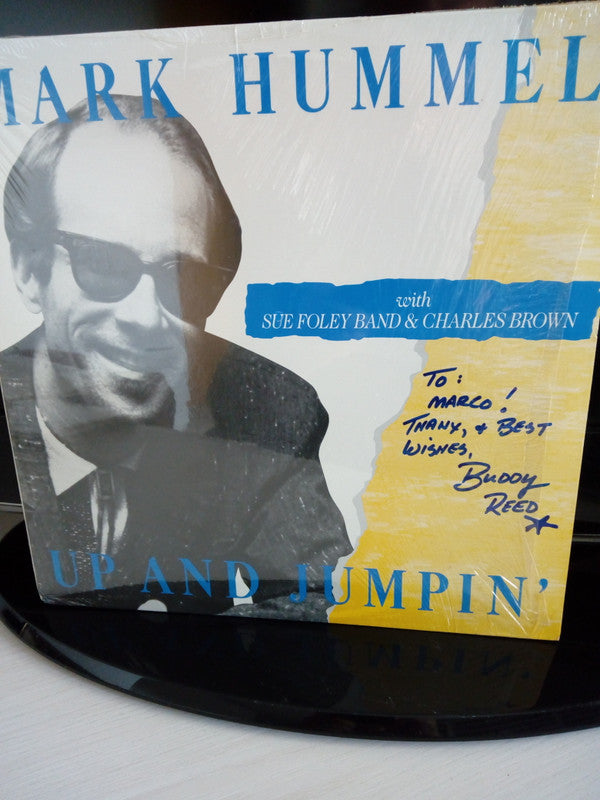 MARK HUMMEL
with
SUE FOLEY BAND & CHARLES BROWN
TO:
MARCO!
THANX, & BEST
WISHES,
BUDDY
REED
UP AND JUMPIN'